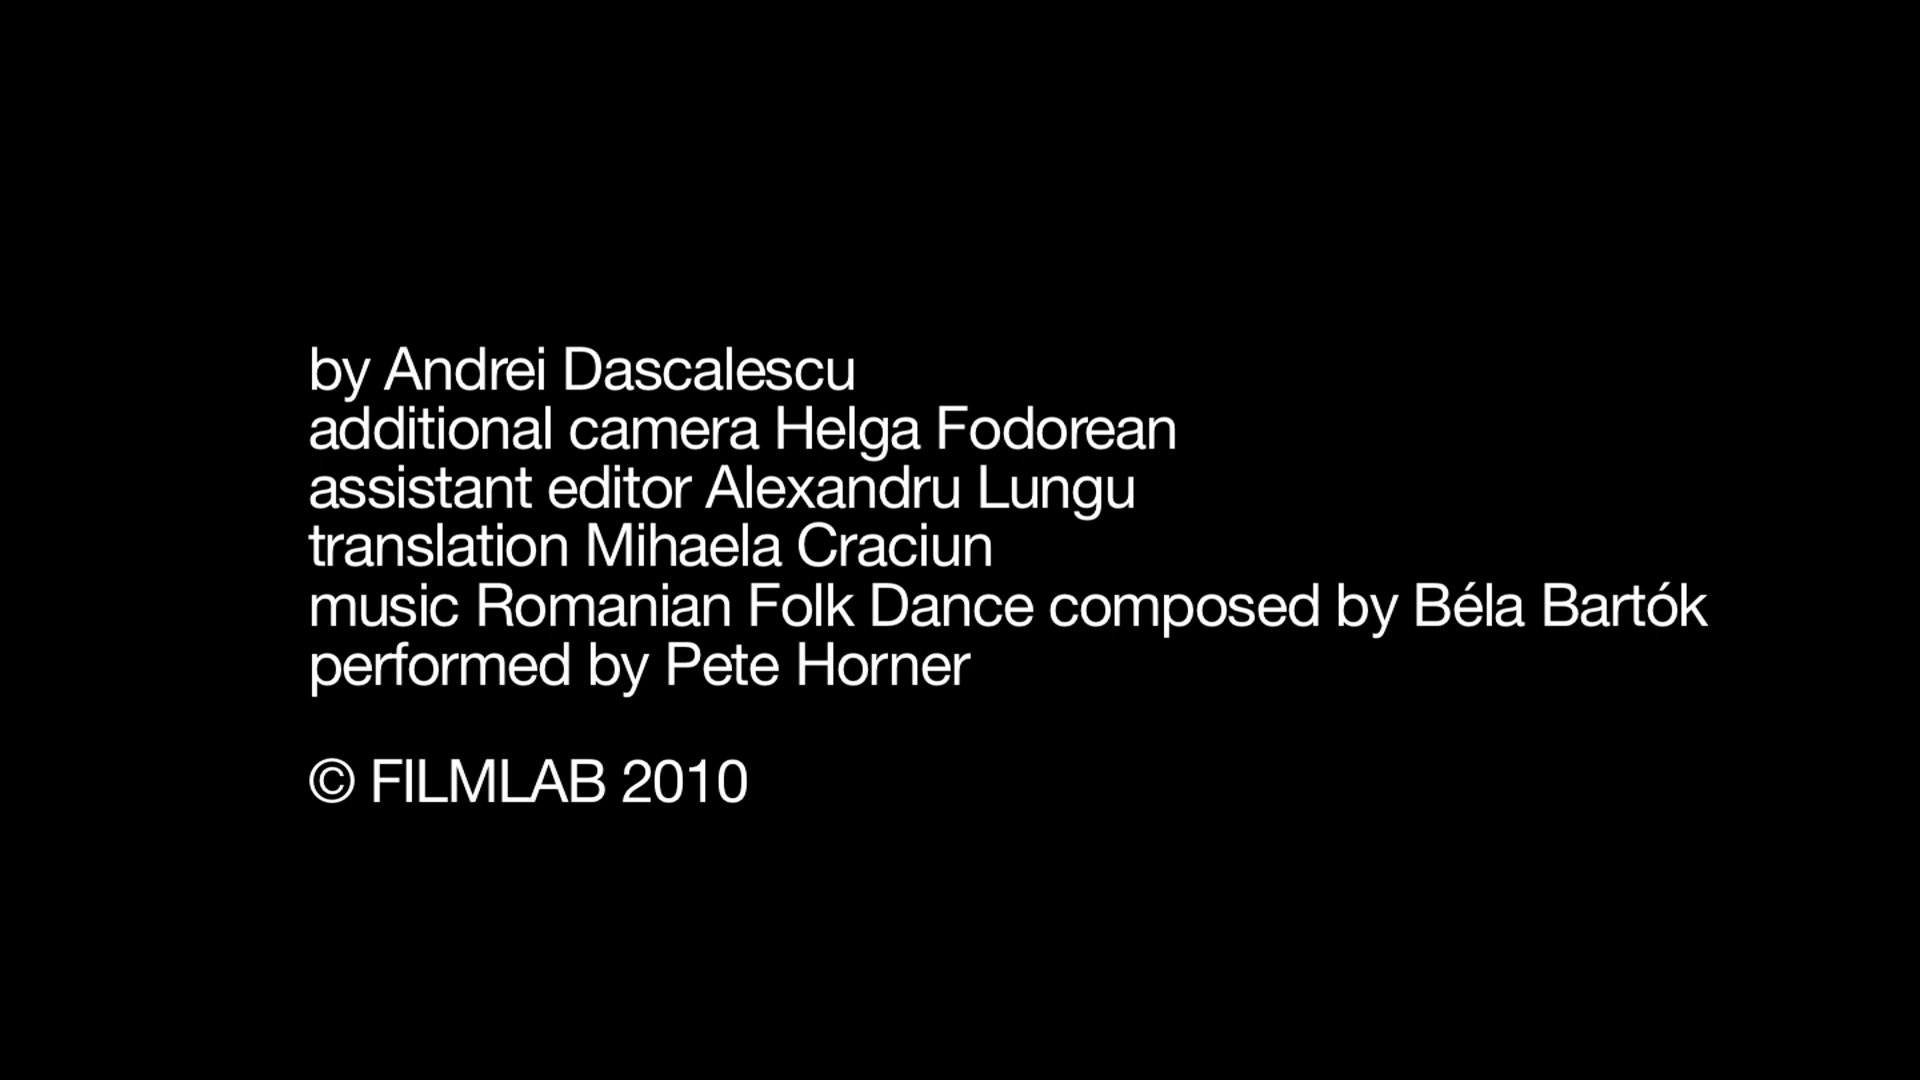 by Andrei Dascalescu
additional camera Helga Fodorean
assistant editor Alexandru Lungu
translation Mihaela Craciun
music Romanian Folk Dance composed by Béla Bartók
performed by Pete Horner
© FILMLAB 2010